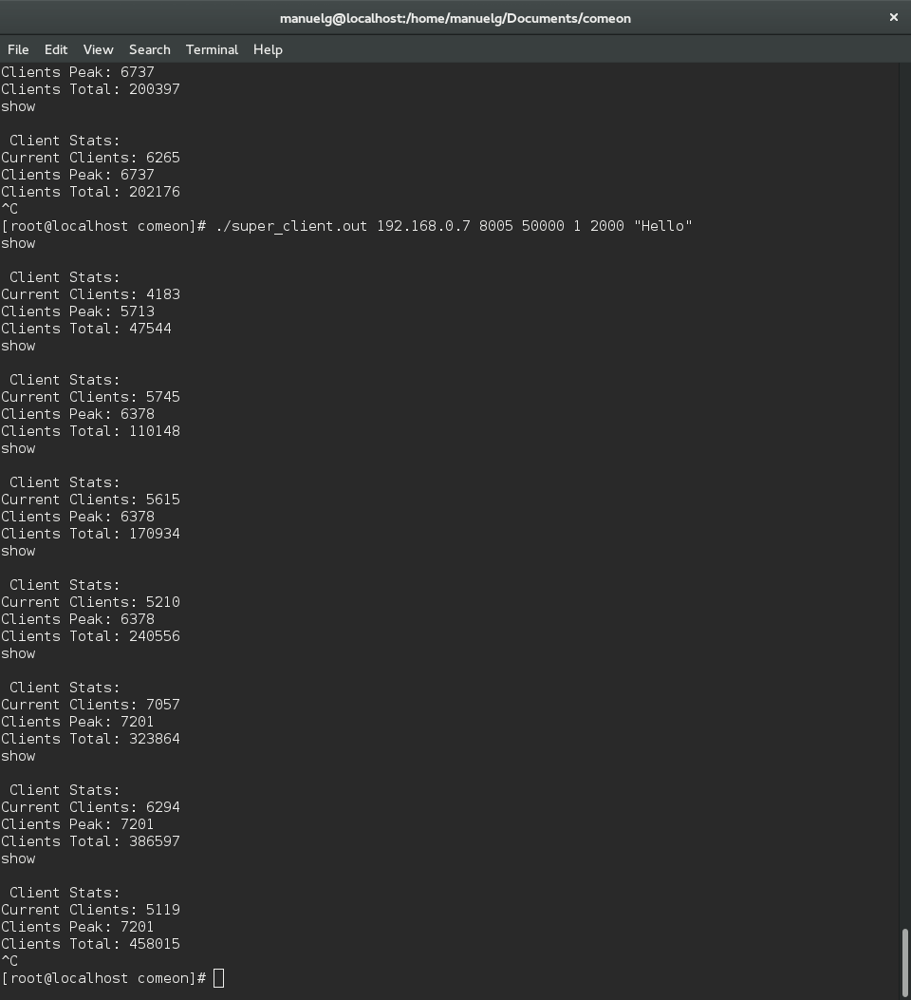 manuelg@localhost:/home/manuelg/Documents/comeon
×
File Edit View Search Terminal Help
Clients Peak: 6737
Clients Total: 200397
show
Client Stats:
Current Clients: 6265
Clients Peak: 6737
Clients Total: 202176
^C
[root@localhost comeon]# ./super_client.out 192.168.0.7 8005 50000 1 2000 "Hello"
show
Client Stats:
Current Clients: 4183
Clients Peak: 5713
Clients Total: 47544
show
Client Stats:
Current Clients: 5745
Clients Peak: 6378
Clients Total: 110148
show
Client Stats:
Current Clients: 5615
Clients Peak: 6378
Clients Total: 170934
show
Client Stats:
Current Clients: 5210
Clients Peak: 6378
Clients Total: 240556
show
Client Stats:
Current Clients: 7057
Clients Peak: 7201
Clients Total: 323864
show
Client Stats:
Current Clients: 6294
Clients Peak: 7201
Clients Total: 386597
show
Client Stats:
Current Clients: 5119
Clients Peak: 7201
Clients Total: 458015
^C
[root@localhost comeon]#